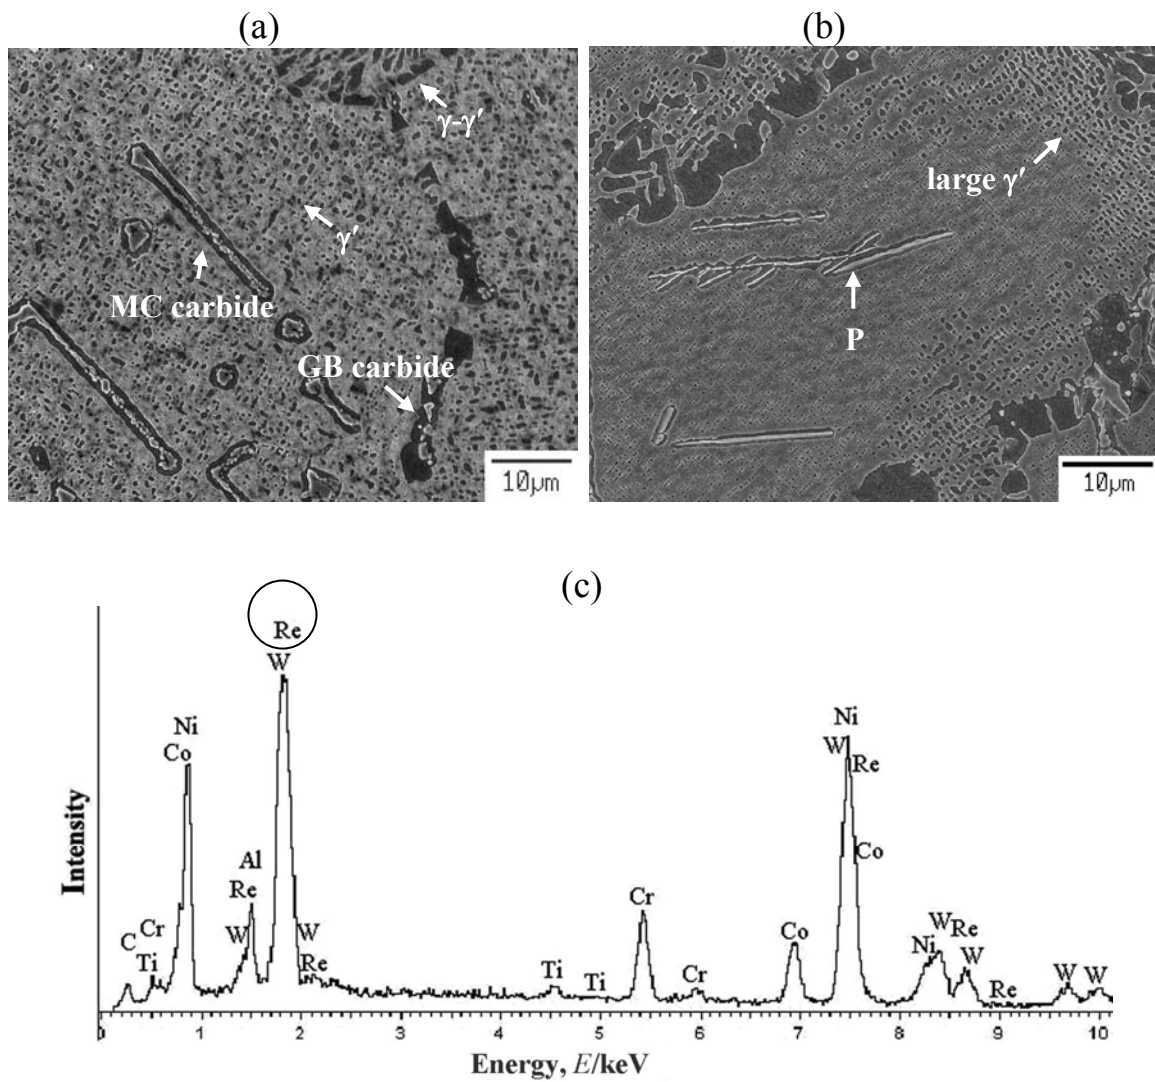 (a)
(b)
γ-γ′
γ′
MC carbide
GB carbide
10μm
large γ′
P
10μm
(c)
Re
W
Ni
Co
Al
Re
W
Cr
C
Ti
W
Re
Ti
Ti
Cr
Cr
Co
Ni
W
Re
Co
Ni
W Re
W
Re
W
W
Intensity
1 2 3 4 5 6 7 8 9 10
Energy, E/keV